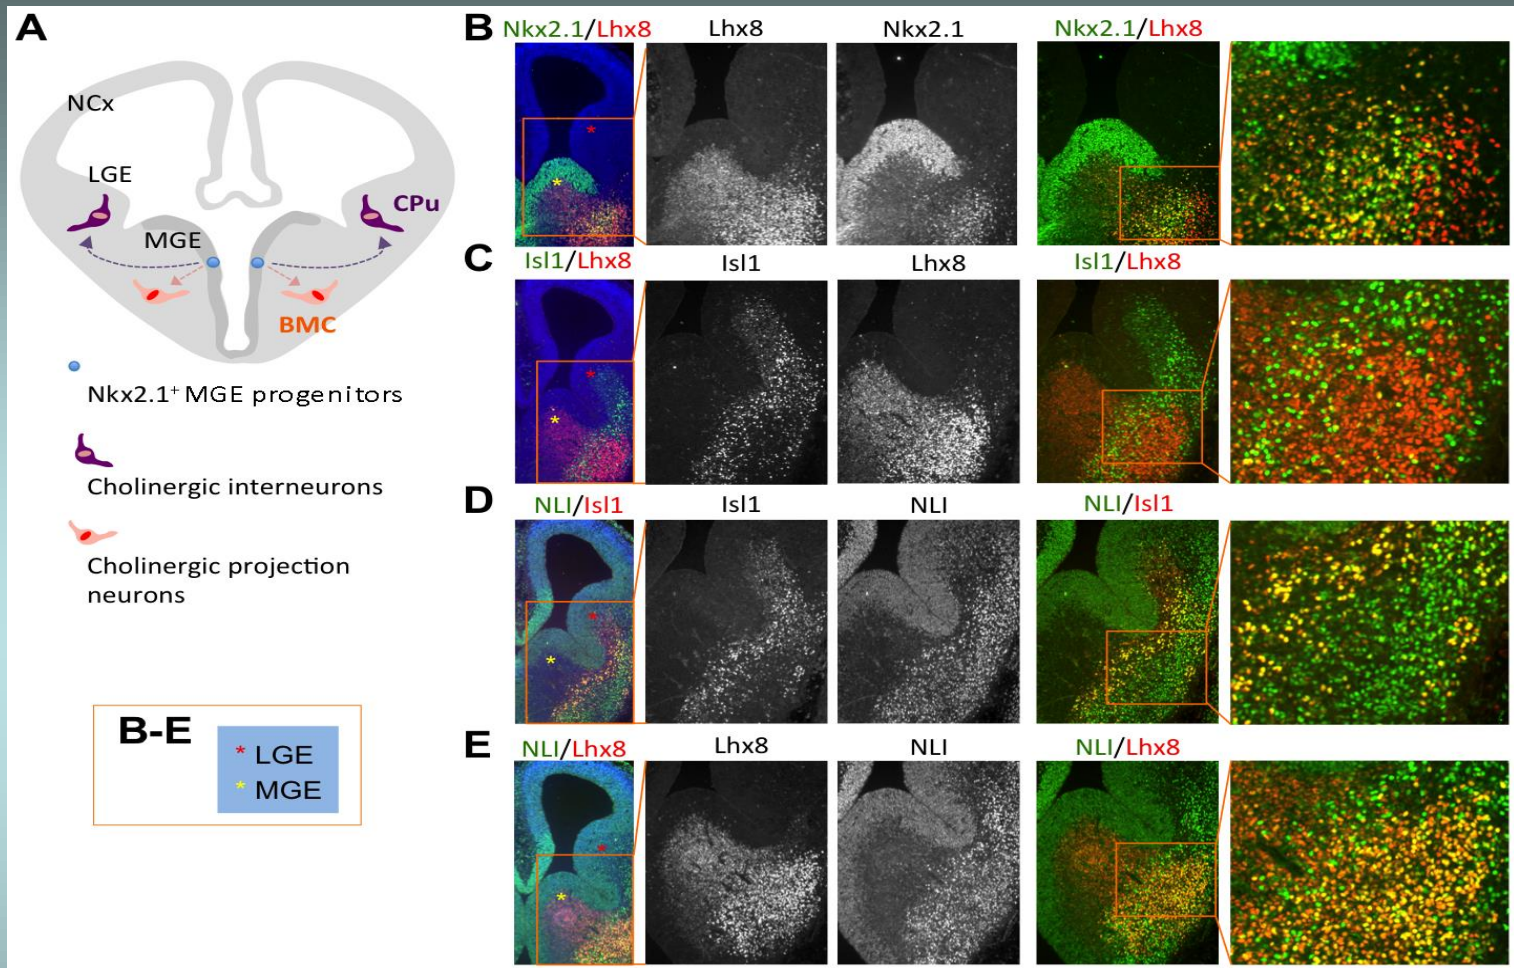 A
NCx
LGE
CPu
MGE
BMC
Nkx2.1⁺ MGE progenitors
Cholinergic interneurons
Cholinergic projection
neurons
B-E
* LGE
* MGE
B
Nkx2.1/Lhx8
Lhx8
Nkx2.1
Nkx2.1/Lhx8
*
*
C
Isl1/Lhx8
Isl1
Lhx8
Isl1/Lhx8
*
*
D
NLI/Isl1
Isl1
NLI
NLI/Isl1
*
*
E
NLI/Lhx8
Lhx8
NLI
NLI/Lhx8
*
*